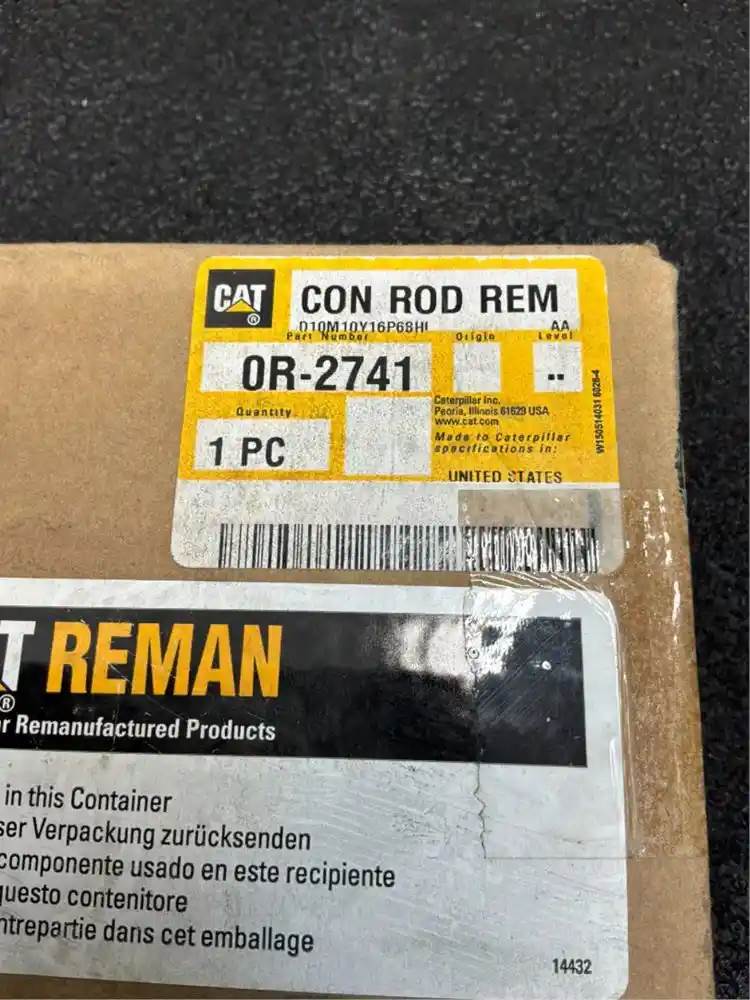 CAT
®
CON ROD REM
D10M10Y16P68HL AA
Part Number Origin Level
0R-2741 --
Caterpillar Inc.
Peoria, Illinois 61629 USA
www.cat.com
Quantity
1 PC
Made to Caterpillar
specifications in:
UNITED STATES
W150514031 6028-4
T REMAN
®
r Remanufactured Products
in this Container
ser Verpackung zurücksenden
componente usado en este recipiente
questo contenitore
ntrepartie dans cet emballage
14432